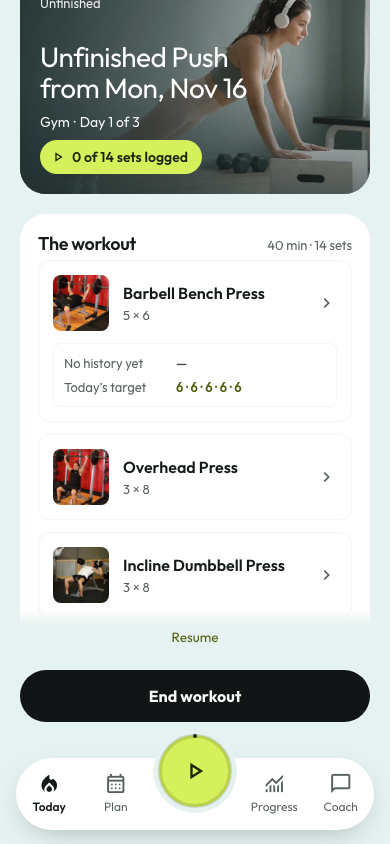 Unfinished
Unfinished Push
from Mon, Nov 16
Gym · Day 1 of 3
0 of 14 sets logged
The workout
40 min · 14 sets
Barbell Bench Press
5 × 6
No history yet —
Today's target 6 · 6 · 6 · 6 · 6
Overhead Press
3 × 8
Incline Dumbbell Press
3 × 8
Resume
End workout
Today
Plan
Progress
Coach